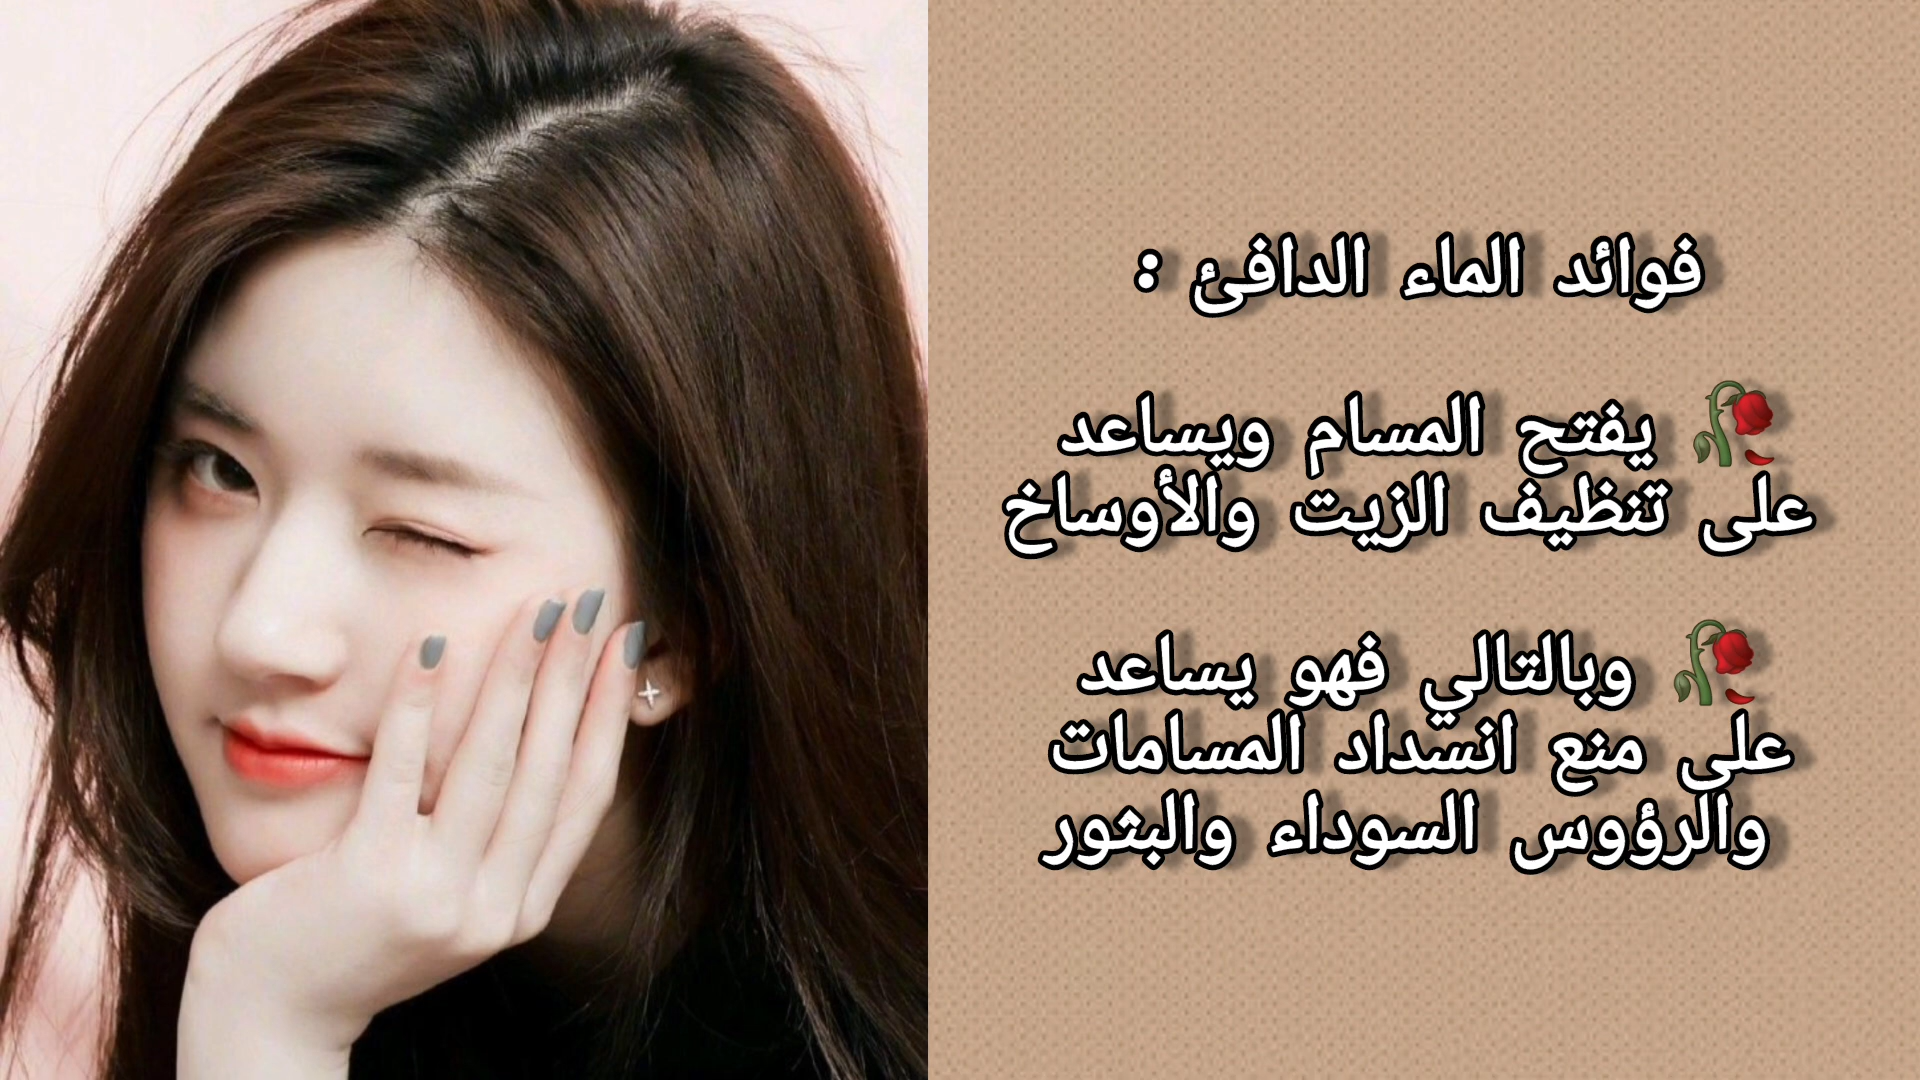 فوائد الماء الدافئ :
🥀 يفتح المسام ويساعد
على تنظيف الزيت والأوساخ
🥀 وبالتالي فهو يساعد
على منع انسداد المسامات
والرؤوس السوداء والبثور